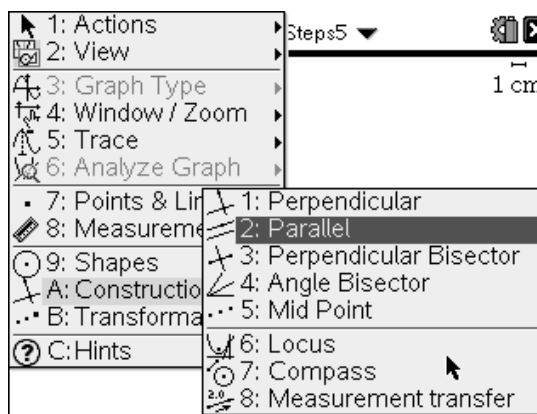 1: Actions
2: View
3: Graph Type
4: Window / Zoom
5: Trace
6: Analyze Graph
7: Points & Lin
8: Measureme
9: Shapes
A: Constructio
B: Transforma
C: Hints
Steps5
1 cm
1: Perpendicular
2: Parallel
3: Perpendicular Bisector
4: Angle Bisector
5: Mid Point
6: Locus
7: Compass
2.0
8: Measurement transfer